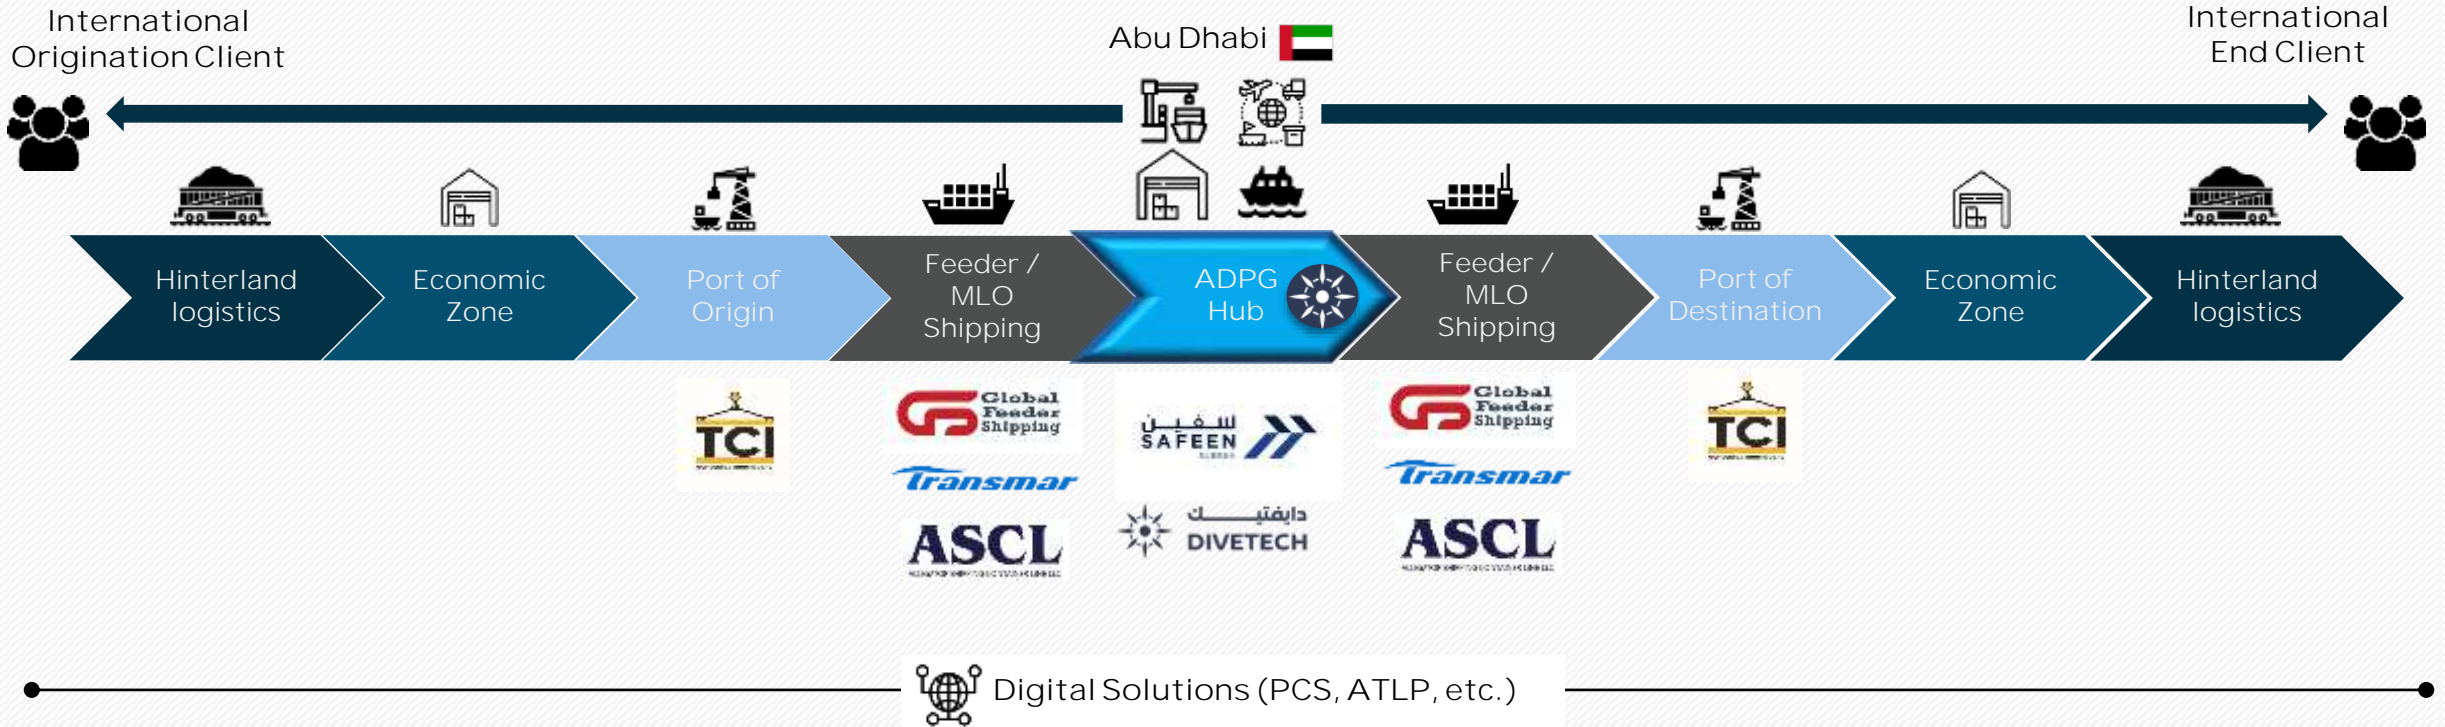 International
Origination Client
Abu Dhabi
International
End Client
Hinterland
logistics
Economic
Zone
Port of
Origin
Feeder /
MLO
Shipping
ADPG
Hub
Feeder /
MLO
Shipping
Port of
Destination
Economic
Zone
Hinterland
logistics
TCI
Global
Feeder
Shipping
Transmar
ASCL
سفين
SAFEEN
دايفتيك
DIVETECH
Global
Feeder
Shipping
Transmar
ASCL
TCI
Digital Solutions (PCS, ATLP, etc.)